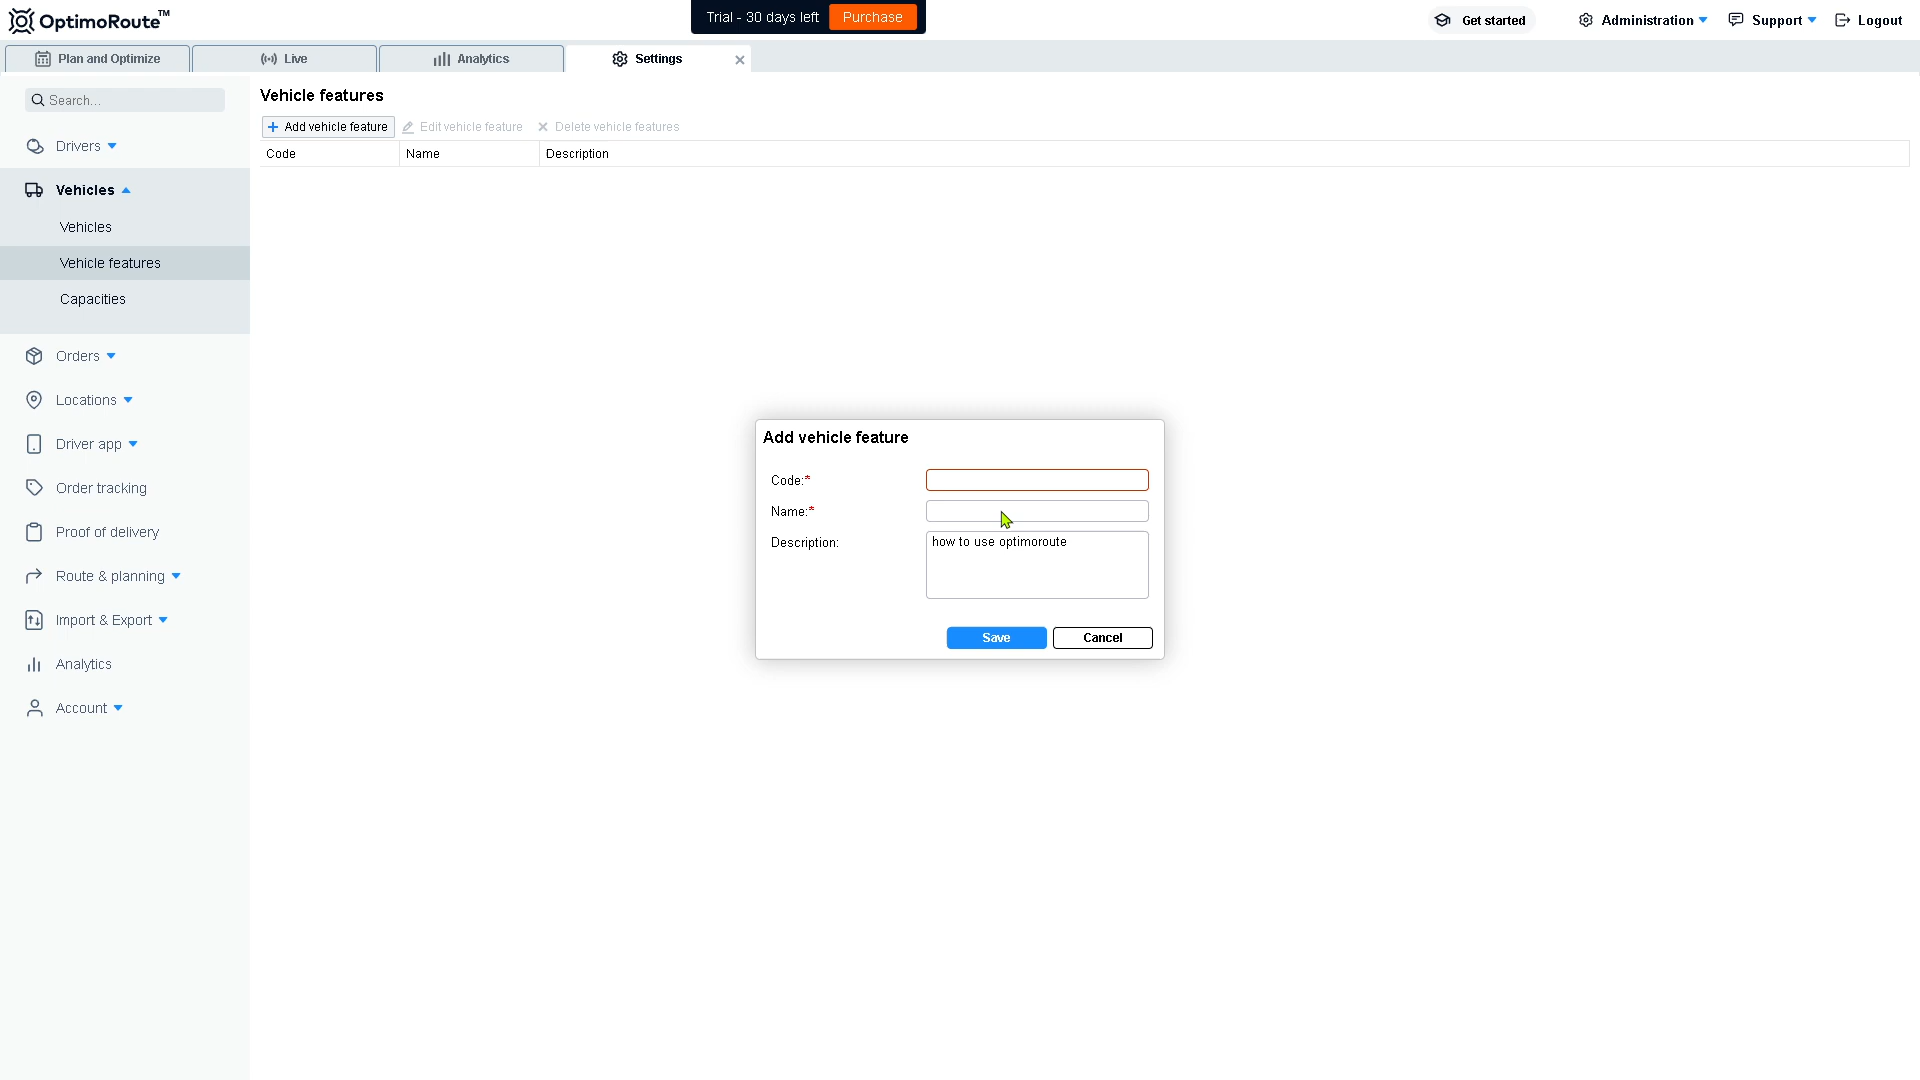 OptimoRoute™
Trial - 30 days left
Purchase
Get started
Administration
Support
Logout
Plan and Optimize
Live
Analytics
Settings
Search...
Drivers
Vehicles
Vehicles
Vehicle features
Capacities
Orders
Locations
Driver app
Order tracking
Proof of delivery
Route & planning
Import & Export
Analytics
Account
Vehicle features
Add vehicle feature
Edit vehicle feature
Delete vehicle features
Code
Name
Description
Add vehicle feature
Code:*
Name:*
Description:
how to use optimoroute
Save
Cancel